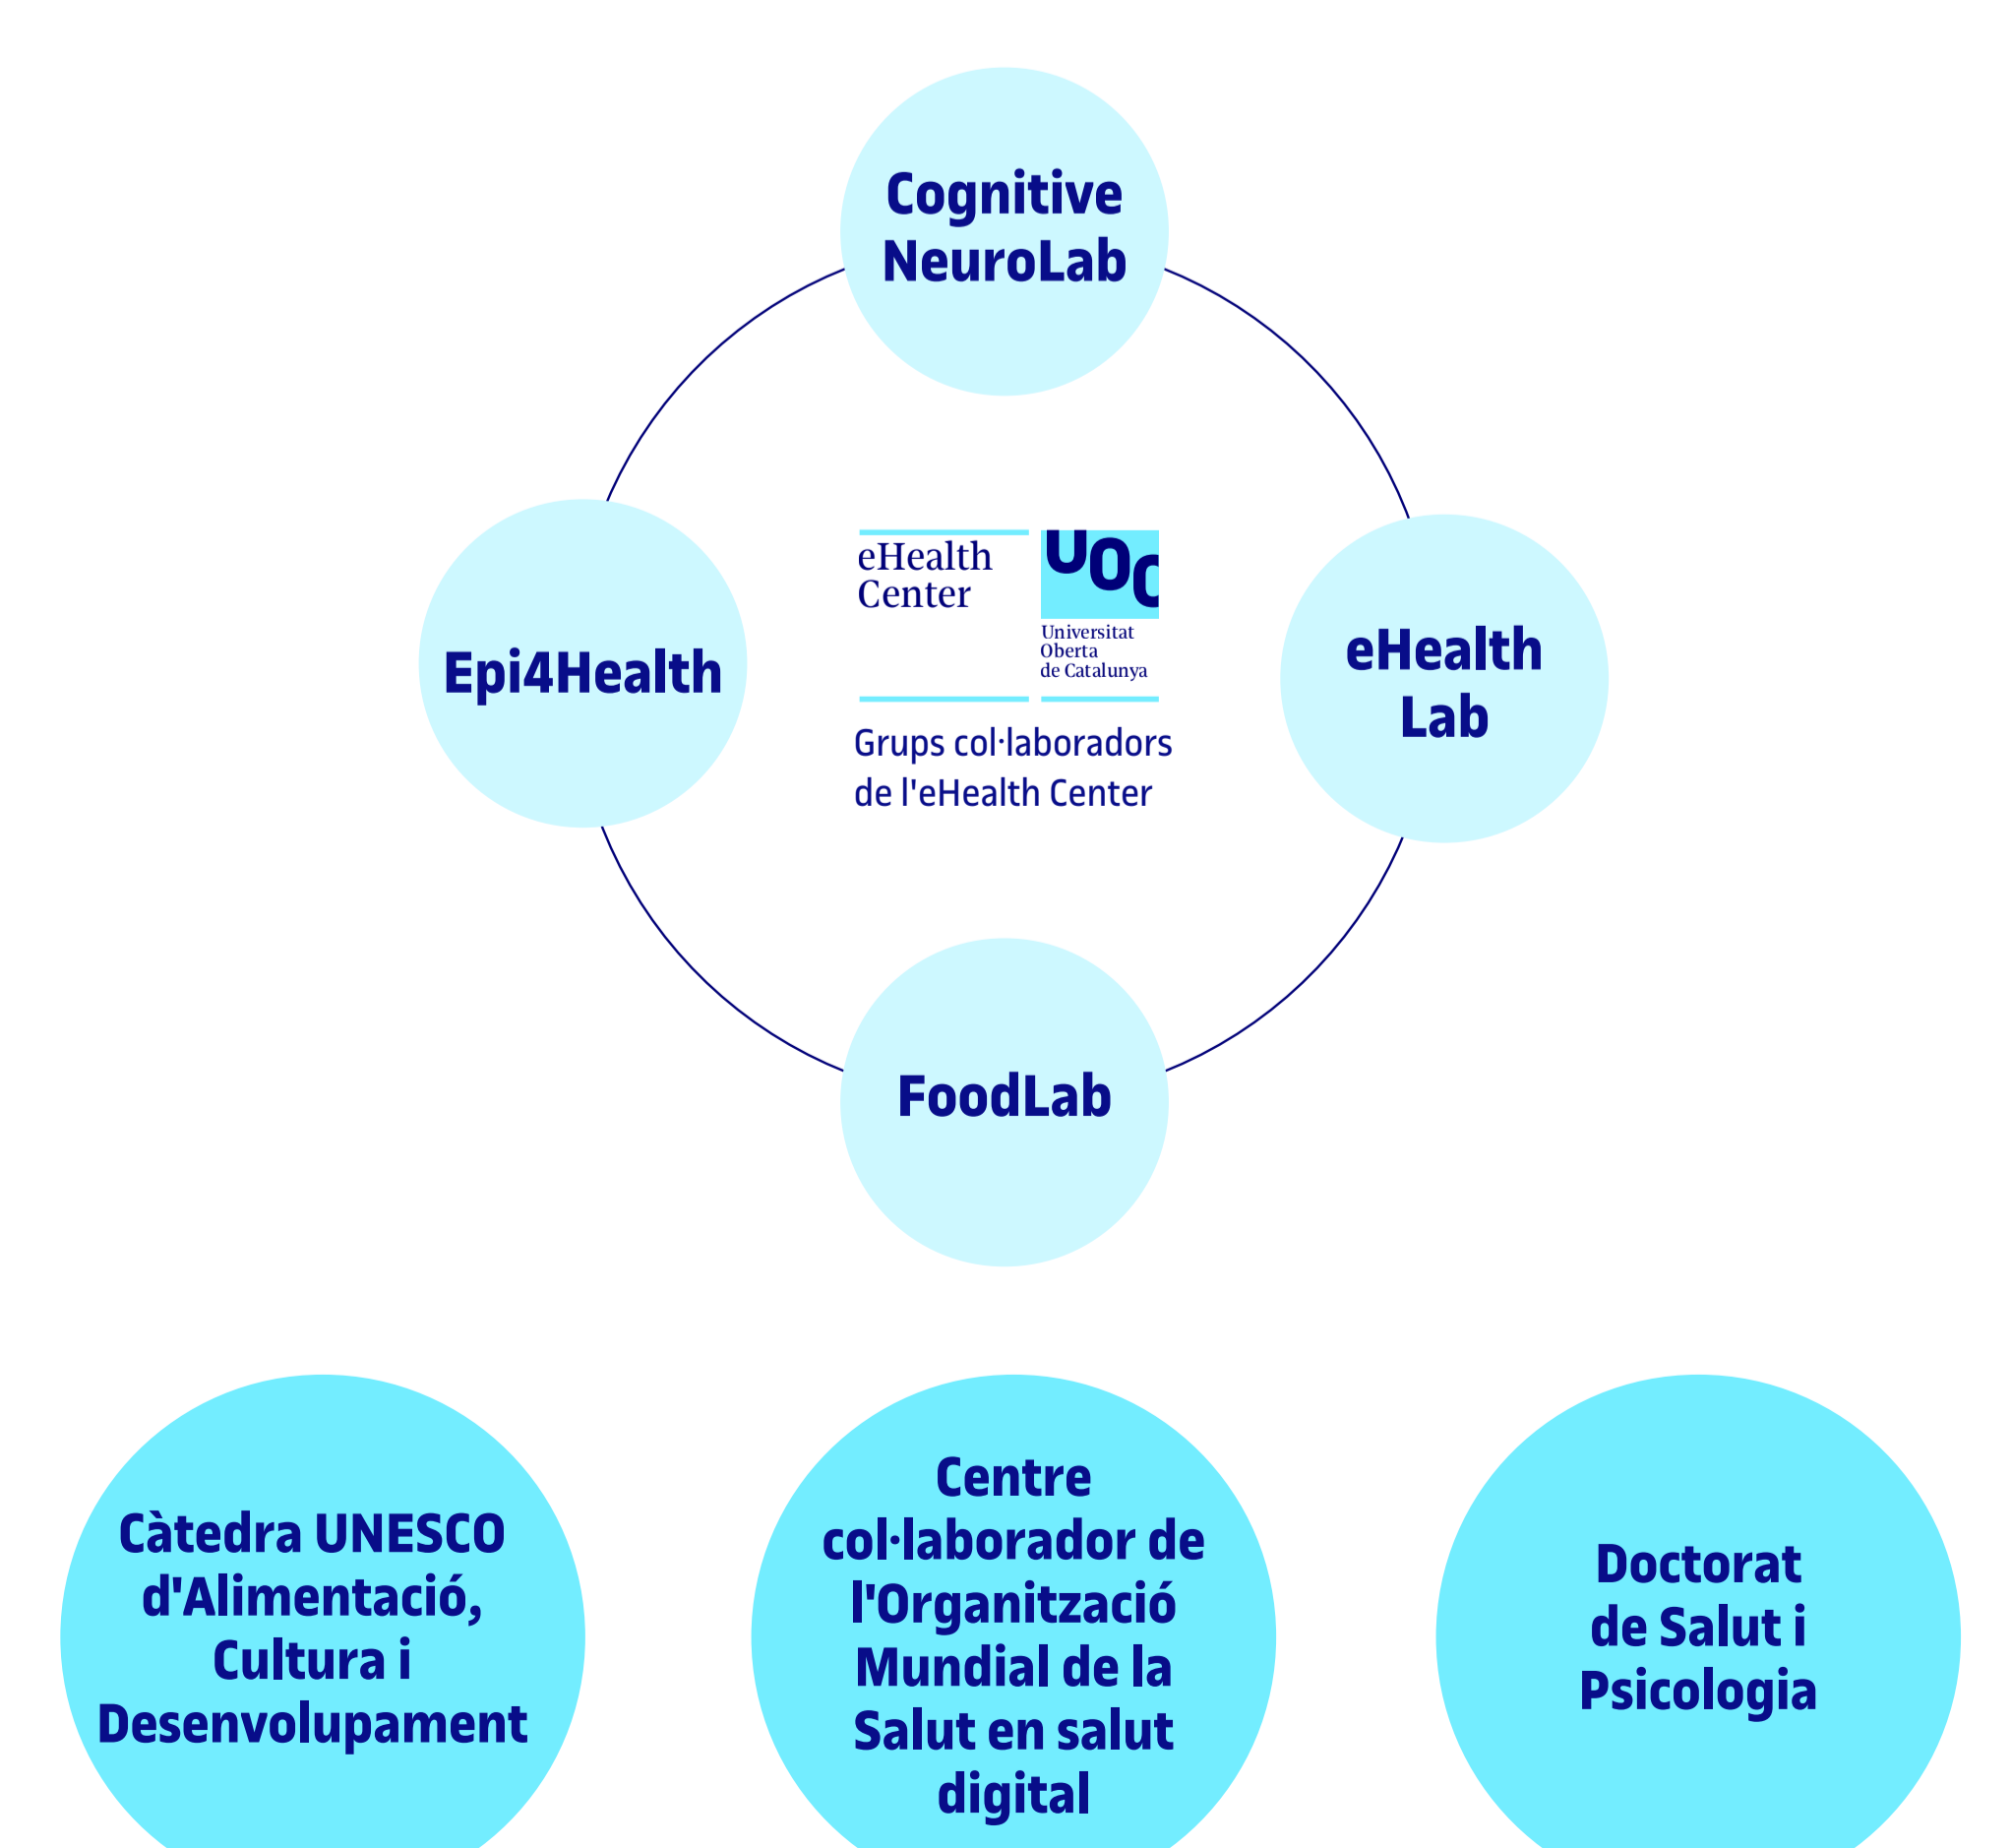 Cognitive
NeuroLab
eHealth
Center
UOC
Universitat
Oberta
de Catalunya
Epi4Health
eHealth
Lab
Grups col·laboradors
de l'eHealth Center
FoodLab
Càtedra UNESCO
d'Alimentació,
Cultura i
Desenvolupament
Centre
col·laborador de
l'Organització
Mundial de la
Salut en salut
digital
Doctorat
de Salut i
Psicologia